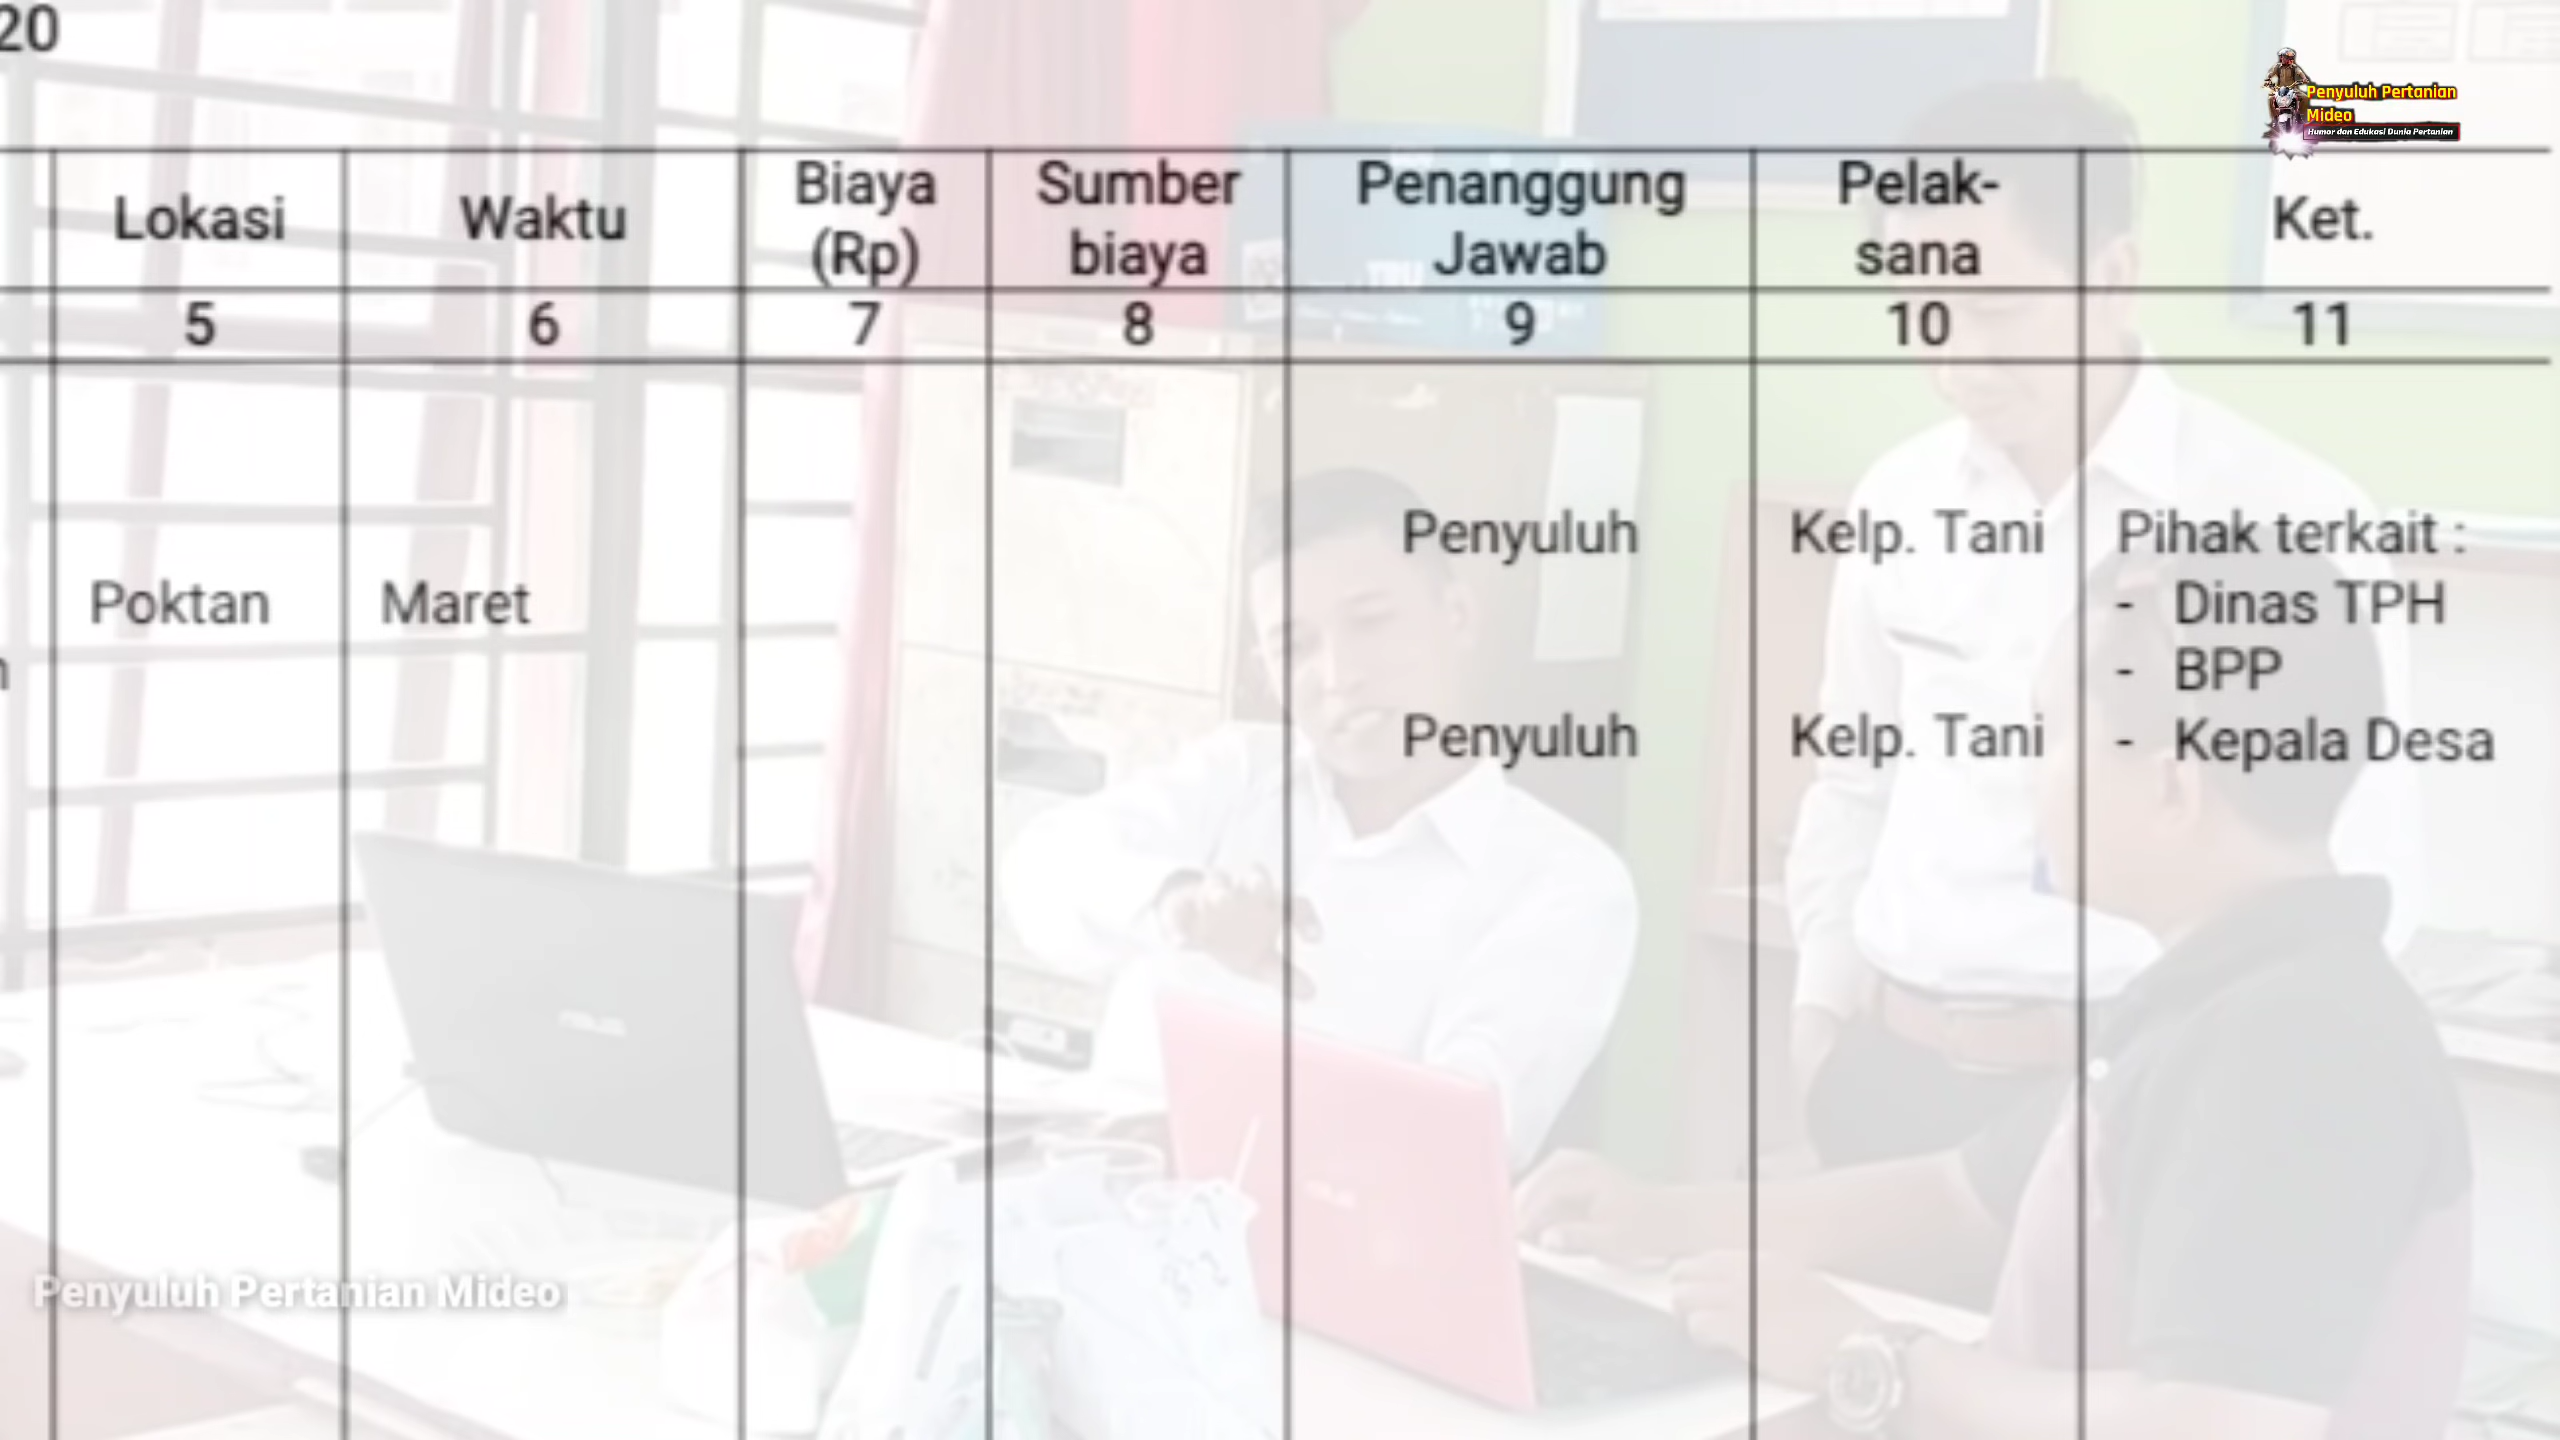 20
Penyuluh Pertanian
Mideo
Humor dan Edukasi Dunia Pertanian
Lokasi Waktu Biaya (Rp) Sumber biaya Penanggung Jawab Pelak-sana Ket.
5 6 7 8 9 10 11
Penyuluh Kelp. Tani Pihak terkait :
Poktan Maret - Dinas TPH
- BPP
Penyuluh Kelp. Tani - Kepala Desa
Penyuluh Pertanian Mideo